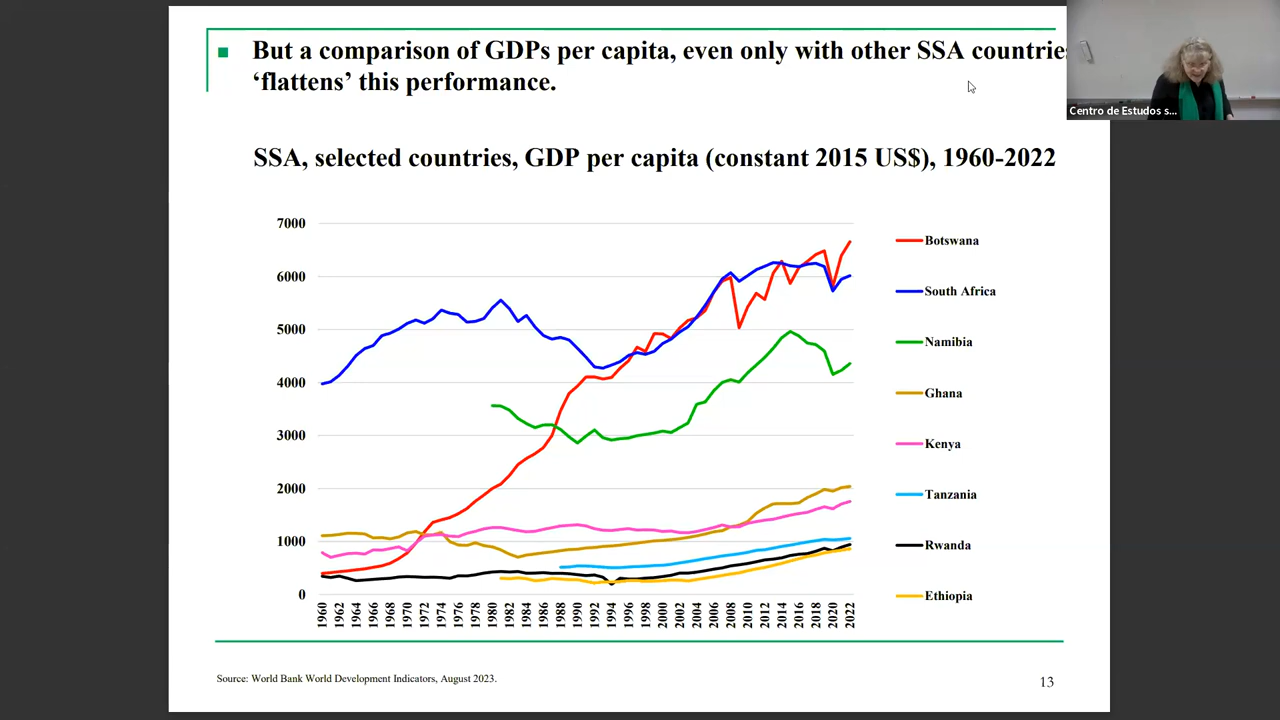 But a comparison of GDPs per capita, even only with other SSA countrie
‘flattens’ this performance.
Centro de Estudos s...
SSA, selected countries, GDP per capita (constant 2015 US$), 1960-2022
7000
6000
5000
4000
3000
2000
1000
0
1960 1962 1964 1966 1968 1970 1972 1974 1976 1978 1980 1982 1984 1986 1988 1990 1992 1994 1996 1998 2000 2002 2004 2006 2008 2010 2012 2014 2016 2018 2020 2022
Botswana
South Africa
Namibia
Ghana
Kenya
Tanzania
Rwanda
Ethiopia
Source: World Bank World Development Indicators, August 2023.
13